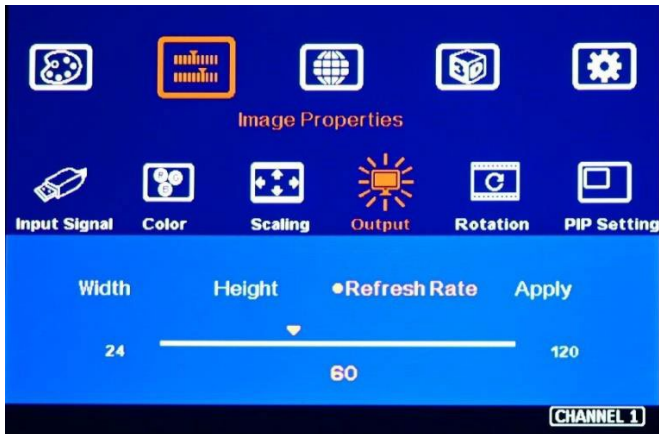 3D
Image Properties
R G B
Input Signal Color Scaling Output Rotation PIP Setting
Width Height Refresh Rate Apply
24 120
60
CHANNEL 1